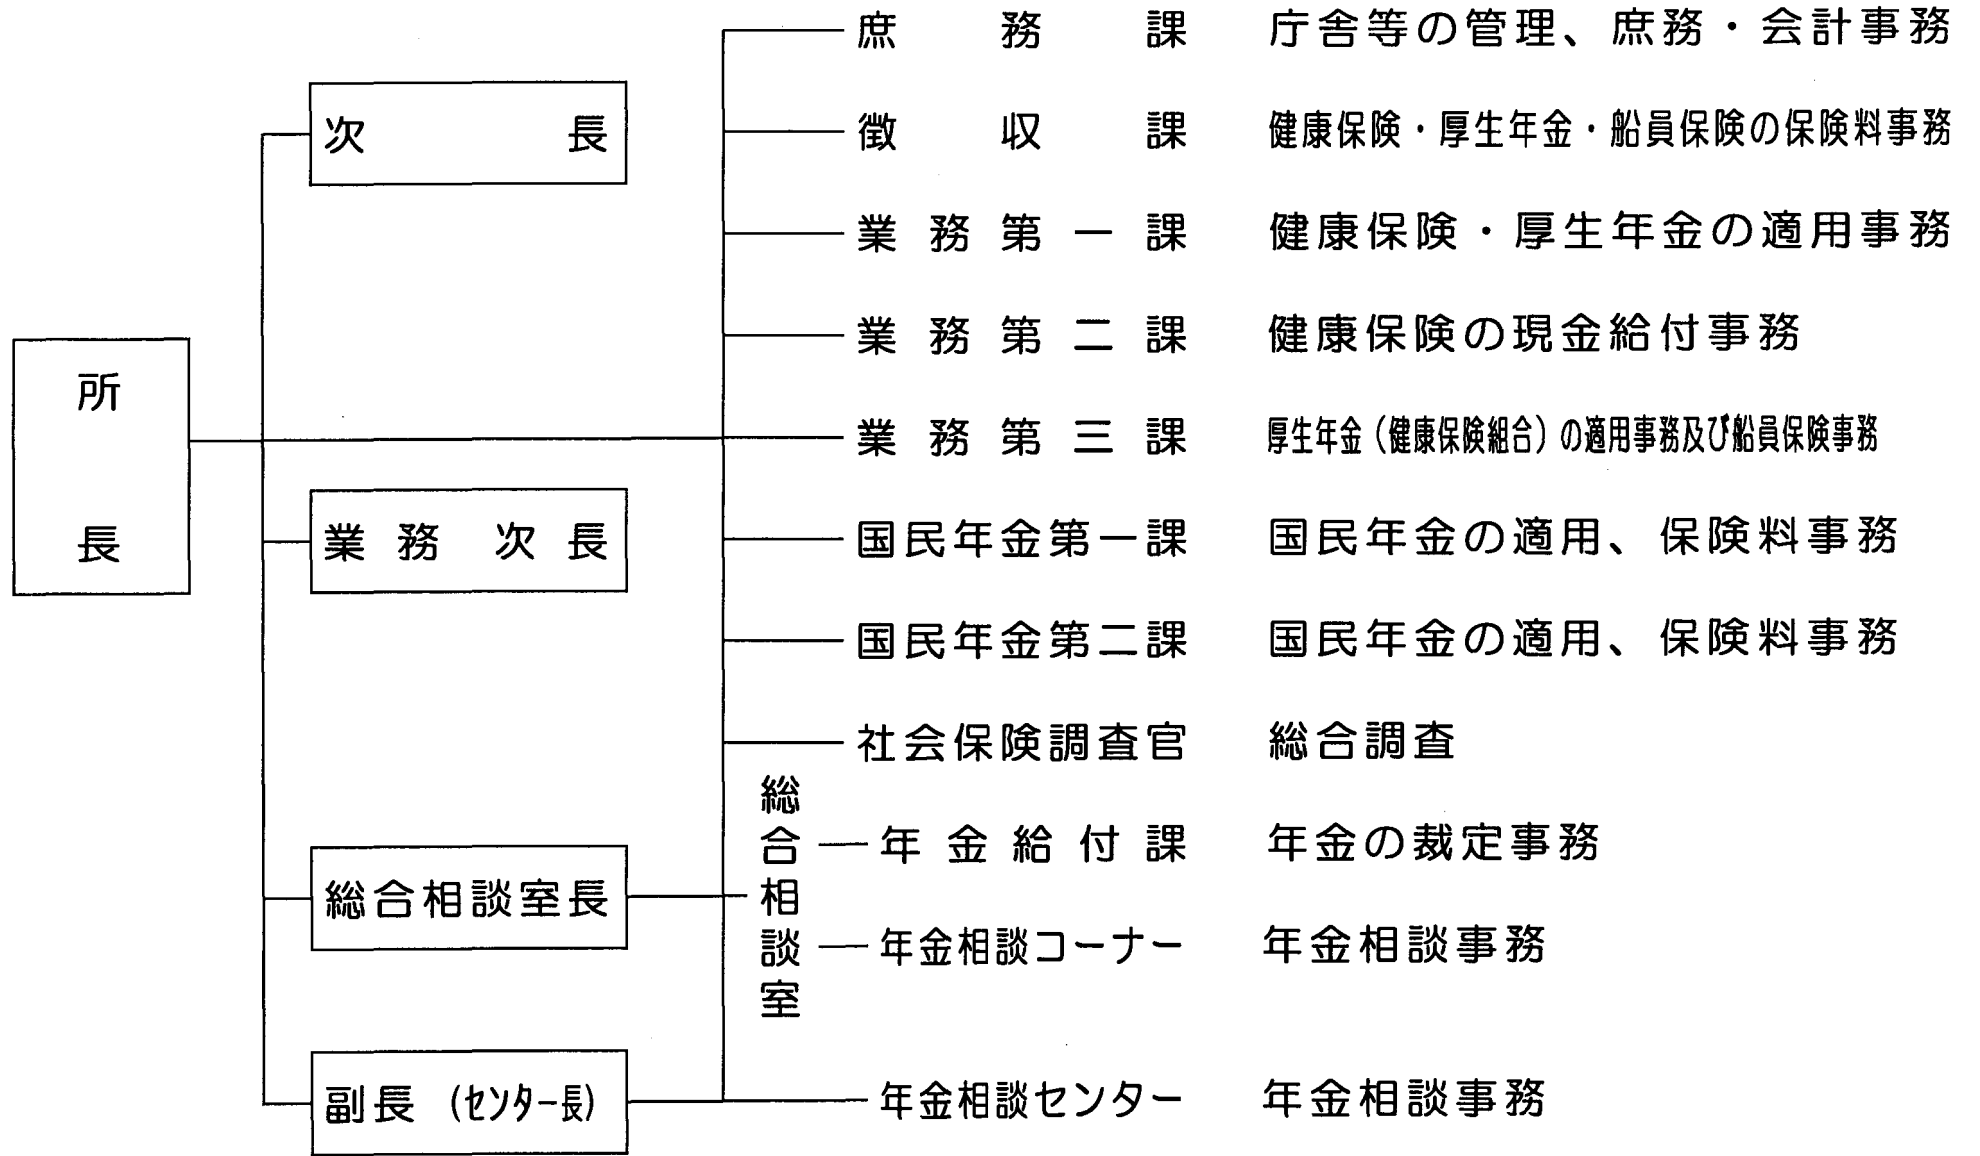 所長
次長
業務次長
総合相談室長
副長（センター長）
庶務課 庁舎等の管理、庶務・会計事務
徴収課 健康保険・厚生年金・船員保険の保険料事務
業務第一課 健康保険・厚生年金の適用事務
業務第二課 健康保険の現金給付事務
業務第三課 厚生年金（健康保険組合）の適用事務及び船員保険事務
国民年金第一課 国民年金の適用、保険料事務
国民年金第二課 国民年金の適用、保険料事務
社会保険調査官 総合調査
総合相談室
年金給付課 年金の裁定事務
年金相談コーナー 年金相談事務
年金相談センター 年金相談事務